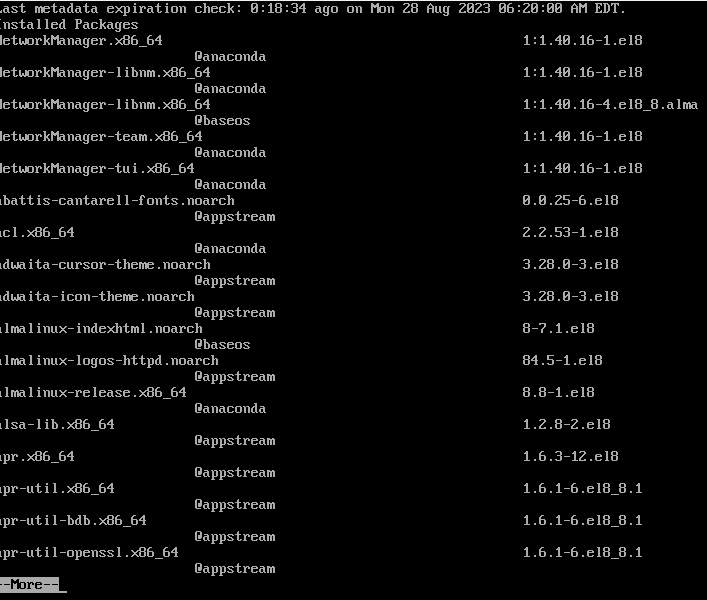 Last metadata expiration check: 0:18:34 ago on Mon 28 Aug 2023 06:20:00 AM EDT.
Installed Packages
NetworkManager.x86_64 1:1.40.16-1.el8
@anaconda
NetworkManager-libnm.x86_64 1:1.40.16-1.el8
@anaconda
NetworkManager-libnm.x86_64 1:1.40.16-4.el8_8.alma
@baseos
NetworkManager-team.x86_64 1:1.40.16-1.el8
@anaconda
NetworkManager-tui.x86_64 1:1.40.16-1.el8
@anaconda
abattis-cantarell-fonts.noarch 0.0.25-6.el8
@appstream
acl.x86_64 2.2.53-1.el8
@anaconda
adwaita-cursor-theme.noarch 3.28.0-3.el8
@appstream
adwaita-icon-theme.noarch 3.28.0-3.el8
@appstream
almalinux-indexhtml.noarch 8-7.1.el8
@baseos
almalinux-logos-httpd.noarch 84.5-1.el8
@appstream
almalinux-release.x86_64 8.8-1.el8
@anaconda
alsa-lib.x86_64 1.2.8-2.el8
@appstream
apr.x86_64 1.6.3-12.el8
@appstream
apr-util.x86_64 1.6.1-6.el8_8.1
@appstream
apr-util-bdb.x86_64 1.6.1-6.el8_8.1
@appstream
apr-util-openssl.x86_64 1.6.1-6.el8_8.1
@appstream
--More--_